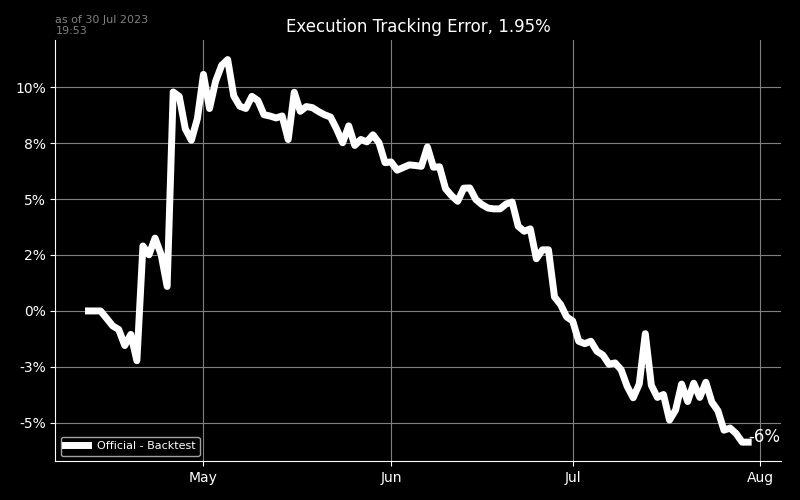 as of 30 Jul 2023
19:53
Execution Tracking Error, 1.95%
10%
8%
5%
2%
0%
-3%
-5%
-6%
Official - Backtest
May
Jun
Jul
Aug